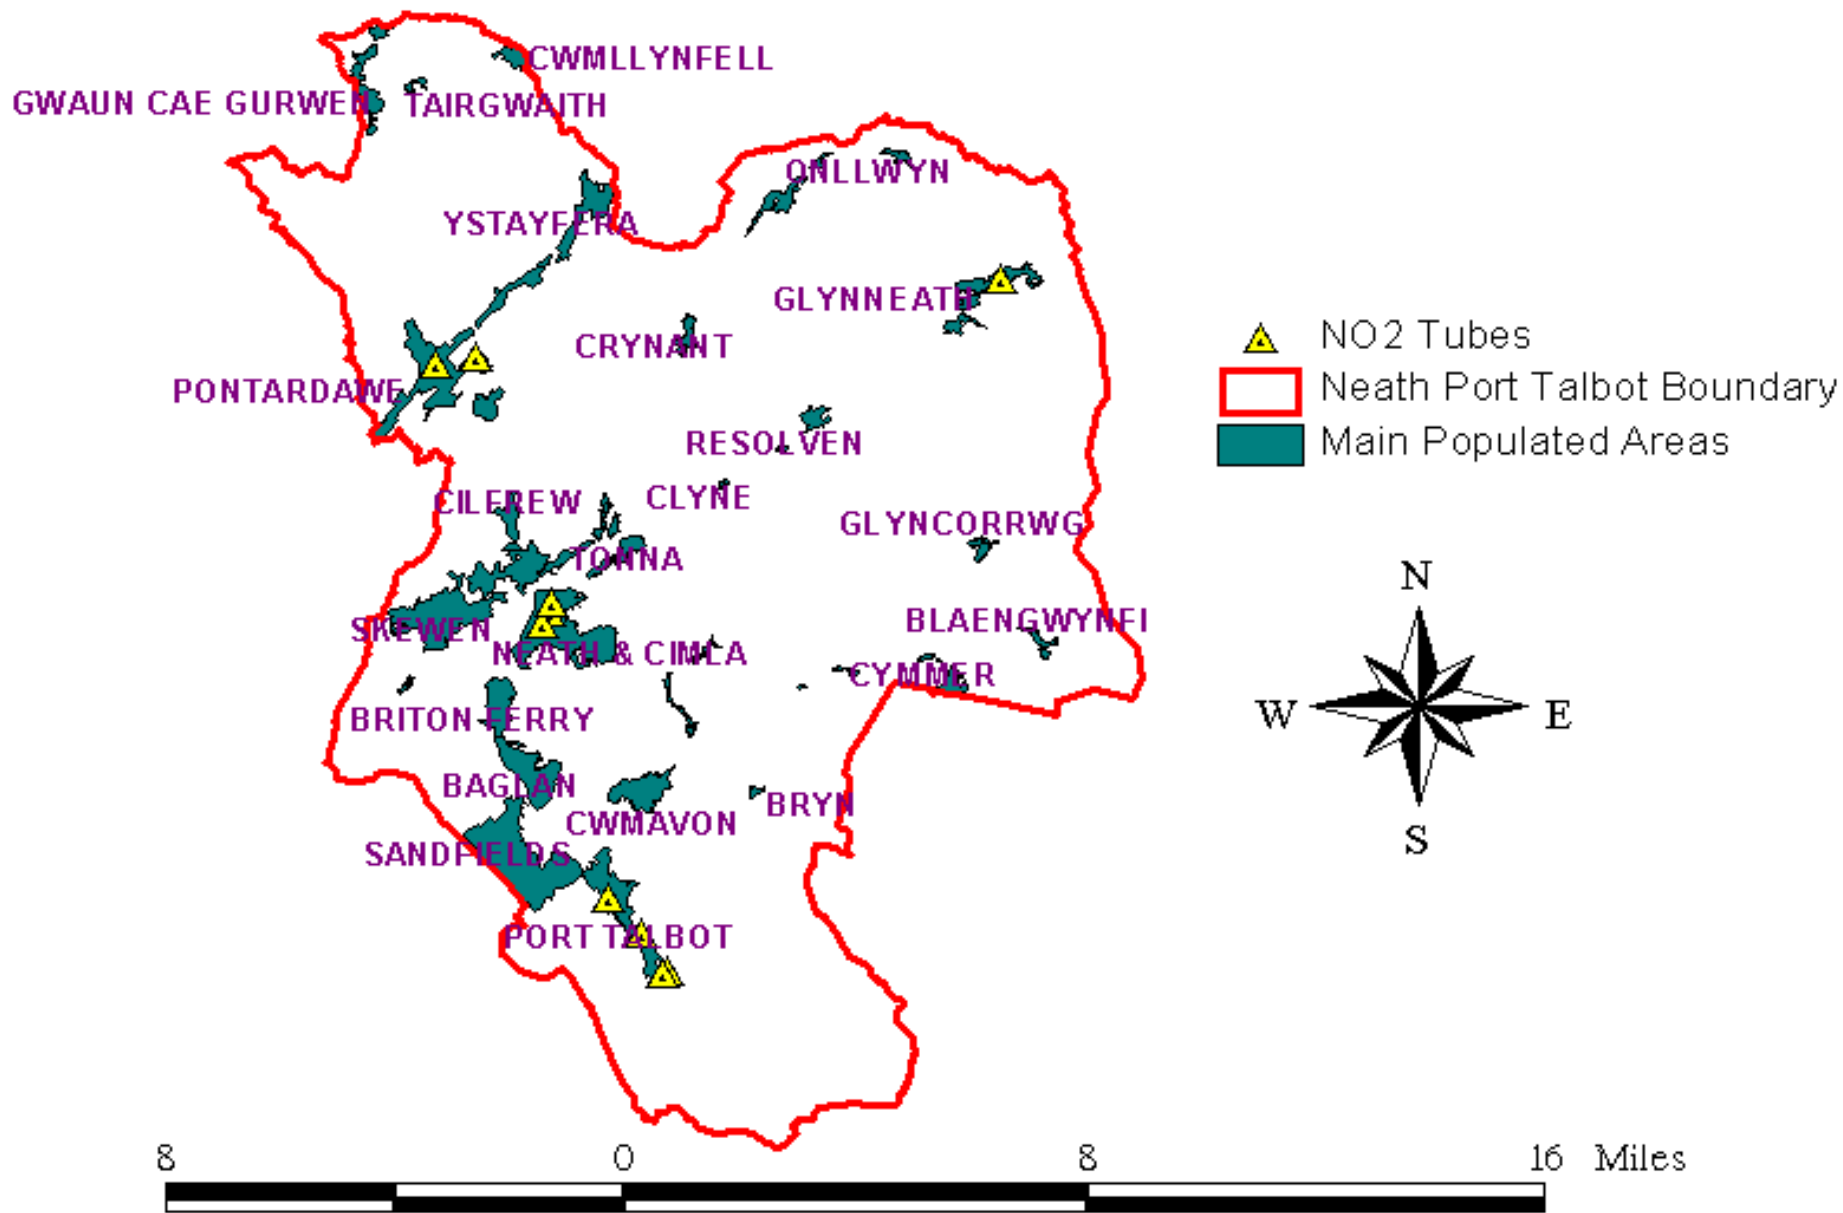 CWMLLYNFELL
GWAUN CAE GURWEN
TAIRGWAITH
ONLLWYN
YSTAYFERA
GLYNNEATH
CRYNANT
PONTARDAWE
RESOLVEN
CILFREW
CLYNE
GLYNCORRWG
TONNA
BLAENGWYNFI
SKEWEN
NEATH & CIMLA
CYMMER
BRITON FERRY
BAGLAN
BRYN
CWMAVON
SANDFIELDS
PORT TALBOT
NO2 Tubes
Neath Port Talbot Boundary
Main Populated Areas
N
W
E
S
8 0 8 16 Miles